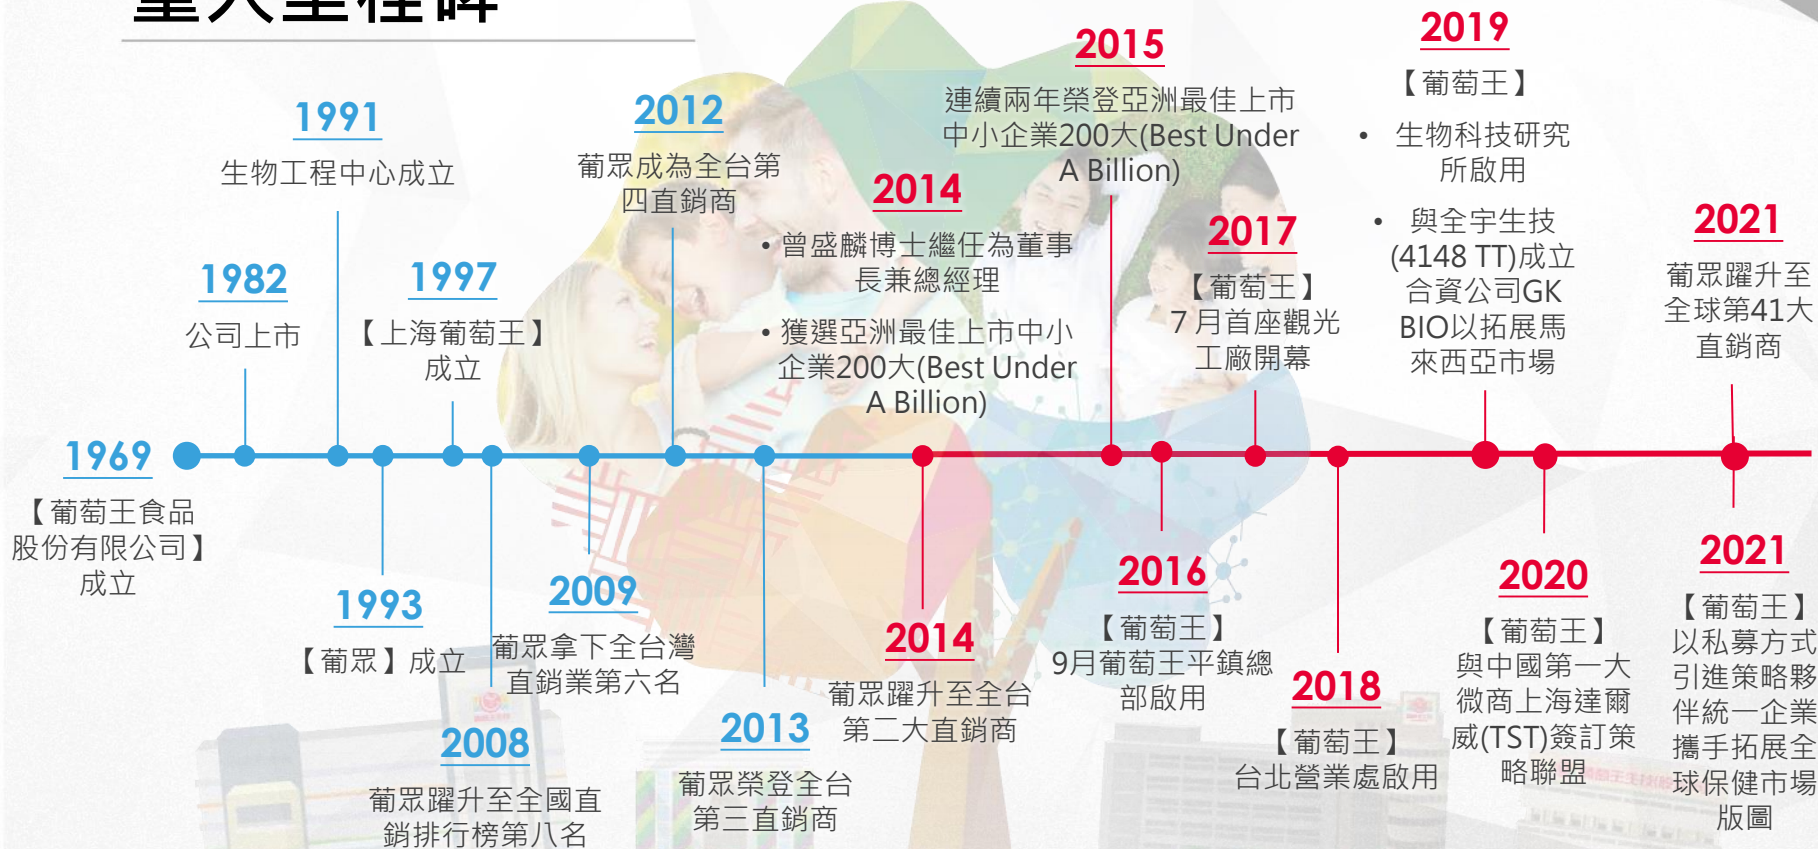 重大里程碑
1969
【葡萄王食品
股份有限公司】
成立
1982
公司上市
1991
生物工程中心成立
1993
【葡眾】成立
1997
【上海葡萄王】
成立
2008
葡眾躍升至全國直
銷排行榜第八名
2009
葡眾拿下全台灣
直銷業第六名
2012
葡眾成為全台第
四直銷商
2013
葡眾榮登全台
第三直銷商
2014
• 曾盛麟博士繼任為董事
長兼總經理
• 獲選亞洲最佳上市中小
企業200大(Best Under
A Billion)
2014
葡眾躍升至全台
第二大直銷商
2015
連續兩年榮登亞洲最佳上市
中小企業200大(Best Under
A Billion)
2016
【葡萄王】
9月葡萄王平鎮總
部啟用
2017
【葡萄王】
7月首座觀光
工廠開幕
2018
【葡萄王】
台北營業處啟用
2019
【葡萄王】
• 生物科技研究
所啟用
• 與全宇生技
(4148 TT)成立
合資公司GK
BIO以拓展馬
來西亞市場
2020
【葡萄王】
與中國第一大
微商上海達爾
威(TST)簽訂策
略聯盟
2021
葡眾躍升至
全球第41大
直銷商
2021
【葡萄王】
以私募方式
引進策略夥
伴統一企業
攜手拓展全
球保健市場
版圖